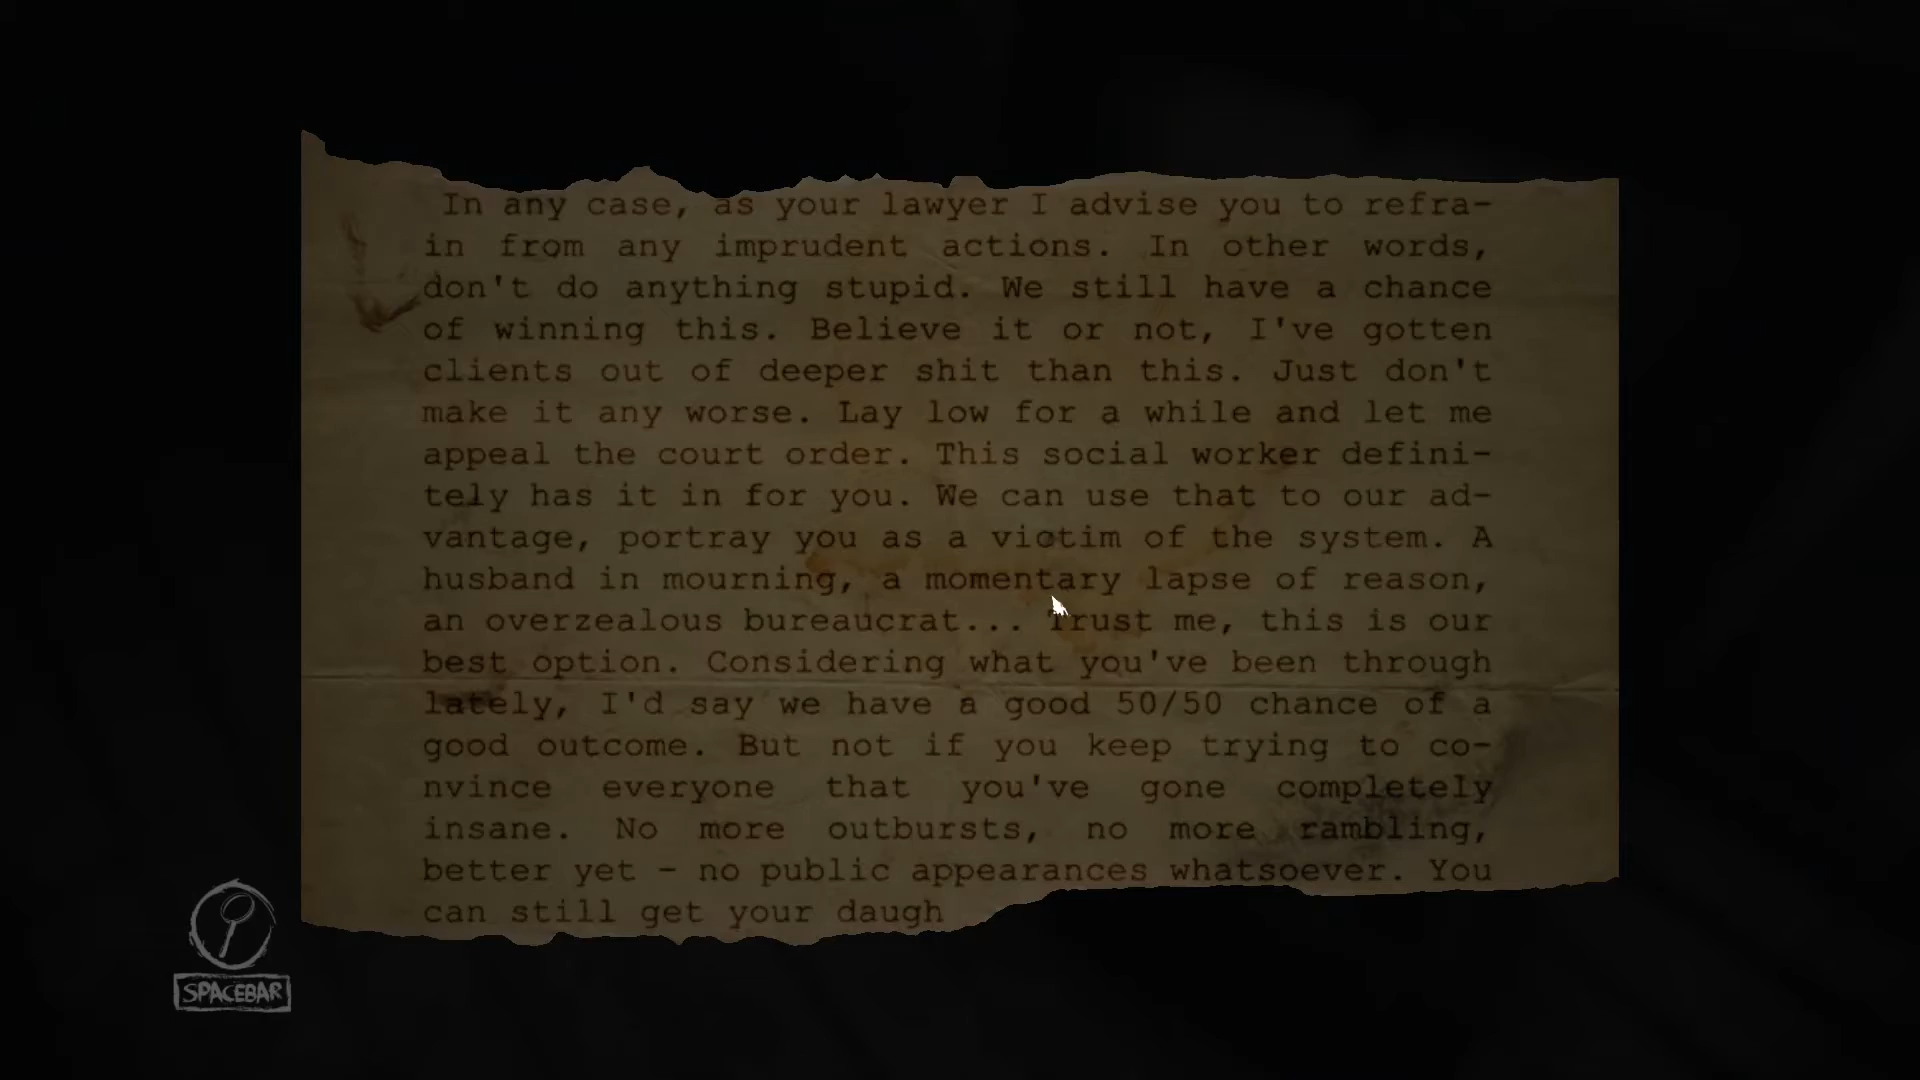 In any case, as your lawyer I advise you to refra-
in from any imprudent actions. In other words,
don't do anything stupid. We still have a chance
of winning this. Believe it or not, I've gotten
clients out of deeper shit than this. Just don't
make it any worse. Lay low for a while and let me
appeal the court order. This social worker defini-
tely has it in for you. We can use that to our ad-
vantage, portray you as a victim of the system. A
husband in mourning, a momentary lapse of reason,
an overzealous bureaucrat... Trust me, this is our
best option. Considering what you've been through
lately, I'd say we have a good 50/50 chance of a
good outcome. But not if you keep trying to co-
nvince everyone that you've gone completely
insane. No more outbursts, no more rambling,
better yet - no public appearances whatsoever. You
can still get your daugh
SPACEBAR